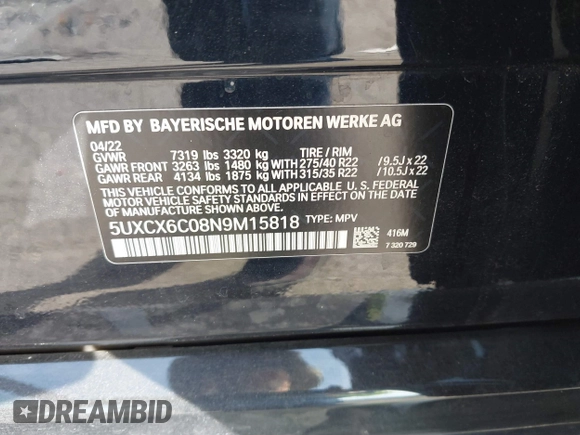 MFD BY BAYERISCHE MOTOREN WERKE AG
04/22
GVWR 7319 lbs 3320 kg TIRE / RIM
GAWR FRONT 3263 lbs 1480 kg WITH 275/40 R22 / 9.5J x 22
GAWR REAR 4134 lbs 1875 kg WITH 315/35 R22 / 10.5J x 22
THIS VEHICLE CONFORMS TO ALL APPLICABLE U. S. FEDERAL
MOTOR VEHICLE SAFETY STANDARDS IN EFFECT ON THE DATE
OF MANUFACTURE SHOWN ABOVE.
5UXCX6C08N9M15818 TYPE: MPV
416M
7 320 729
DREAMBID